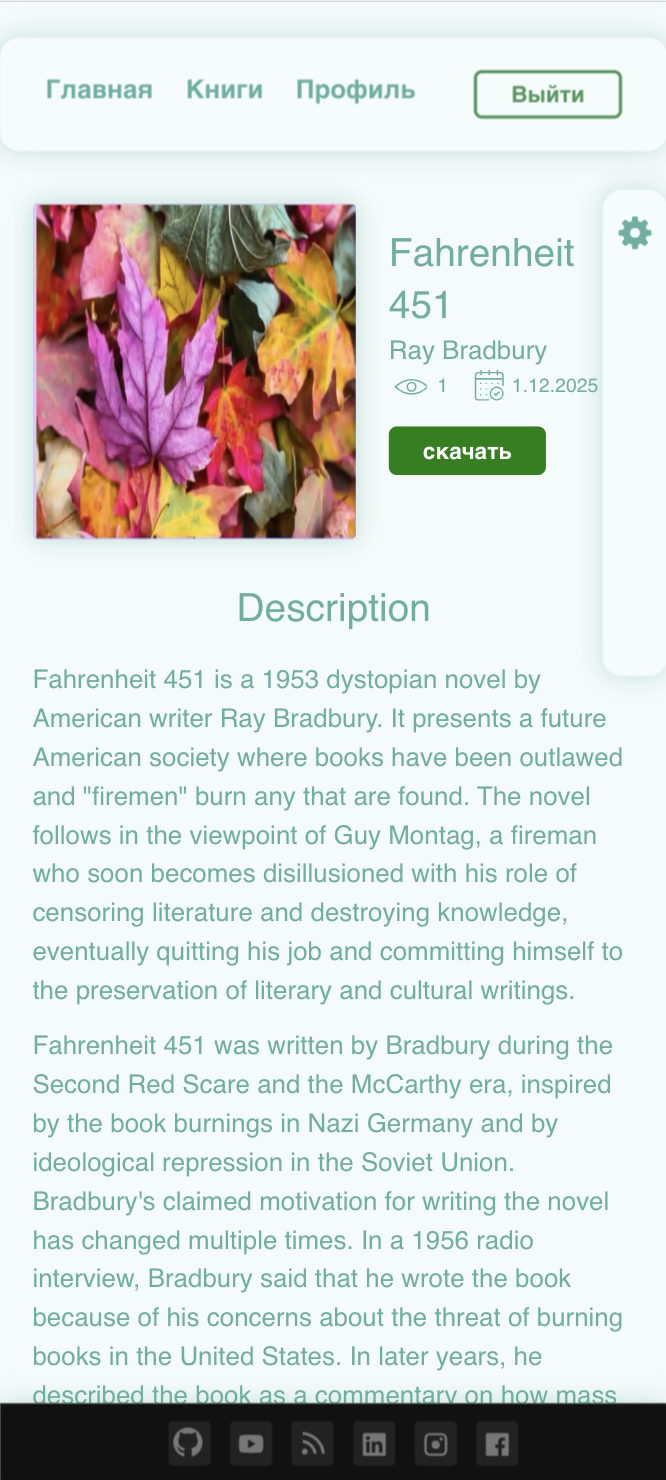 Главная Книги Профиль Выйти
Fahrenheit
451
Ray Bradbury
1 1.12.2025
скачать
Description
Fahrenheit 451 is a 1953 dystopian novel by
American writer Ray Bradbury. It presents a future
American society where books have been outlawed
and "firemen" burn any that are found. The novel
follows in the viewpoint of Guy Montag, a fireman
who soon becomes disillusioned with his role of
censoring literature and destroying knowledge,
eventually quitting his job and committing himself to
the preservation of literary and cultural writings.
Fahrenheit 451 was written by Bradbury during the
Second Red Scare and the McCarthy era, inspired
by the book burnings in Nazi Germany and by
ideological repression in the Soviet Union.
Bradbury's claimed motivation for writing the novel
has changed multiple times. In a 1956 radio
interview, Bradbury said that he wrote the book
because of his concerns about the threat of burning
books in the United States. In later years, he
described the book as a commentary on how mass